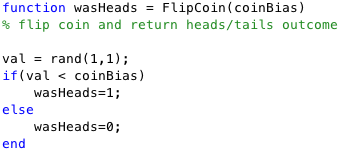 function wasHeads = FlipCoin(coinBias)
% flip coin and return heads/tails outcome
val = rand(1,1);
if(val < coinBias)
    wasHeads=1;
else
    wasHeads=0;
end